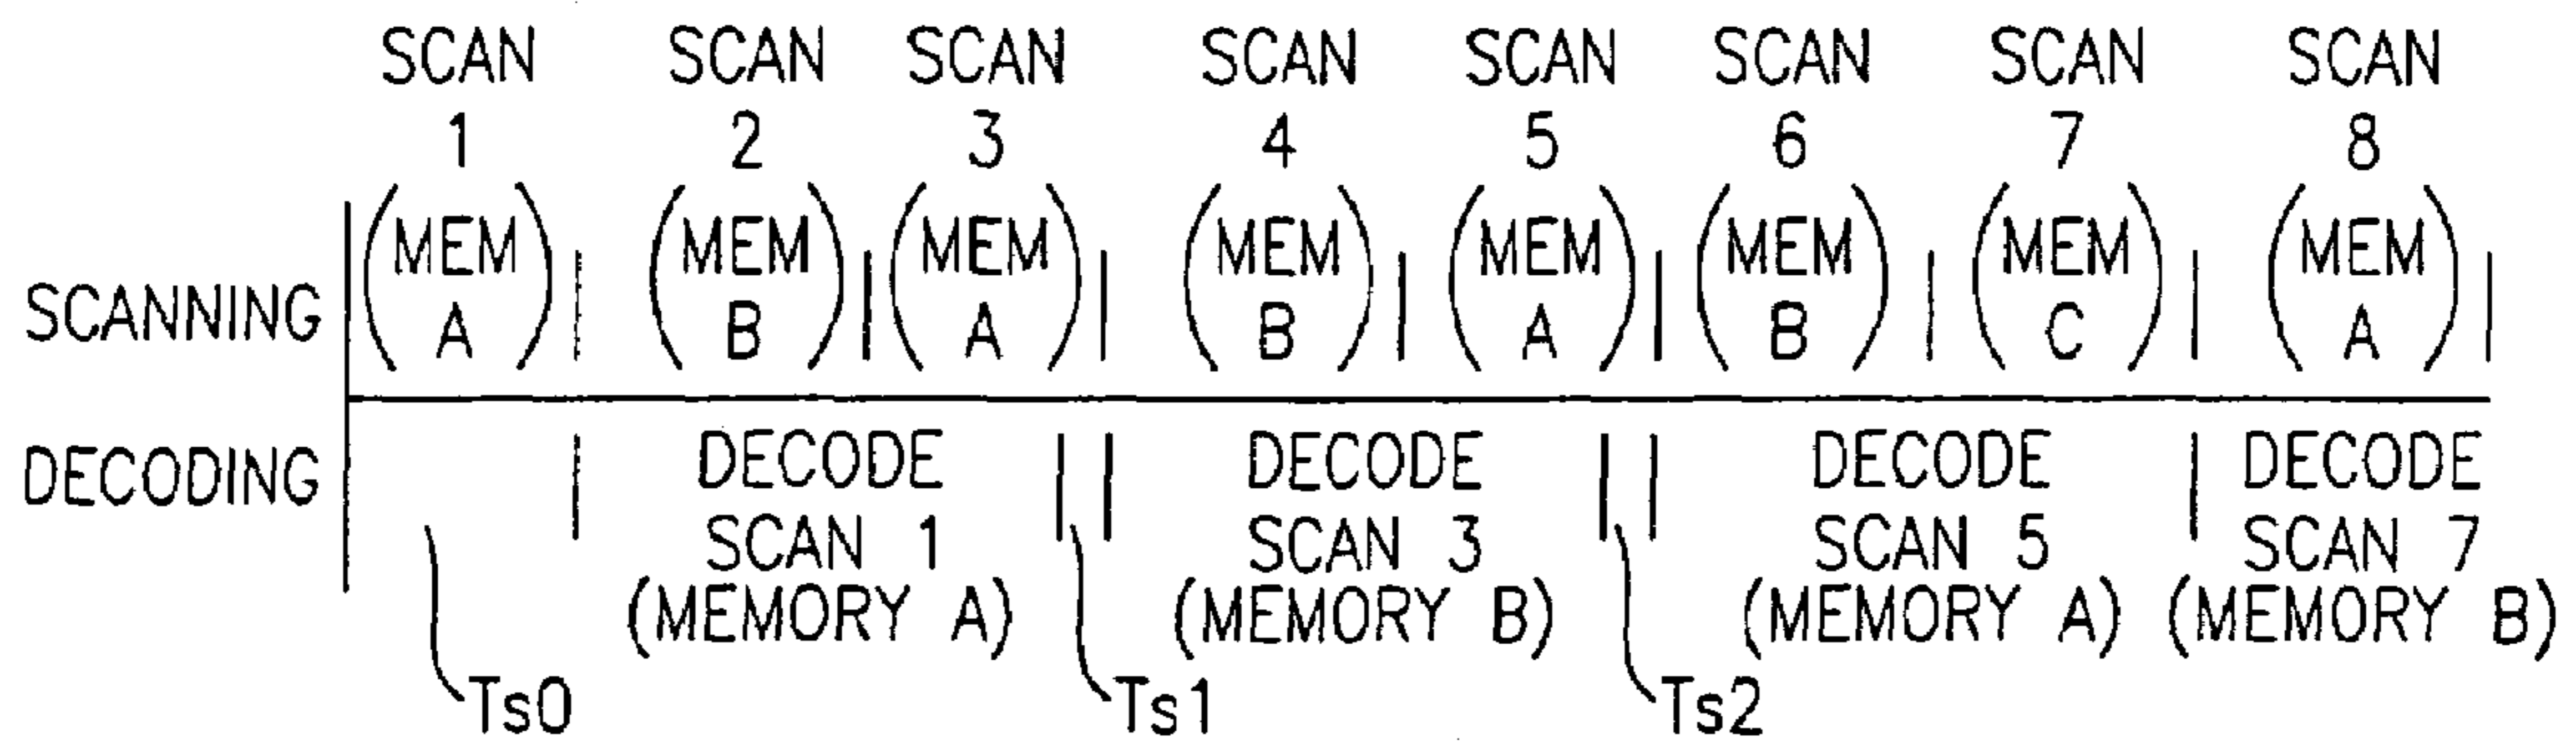 SCAN SCAN SCAN SCAN SCAN SCAN SCAN SCAN
1 2 3 4 5 6 7 8
(MEM (MEM (MEM (MEM (MEM (MEM (MEM (MEM
SCANNING A) B) A) B) A) B) C) A)
DECODING DECODE DECODE DECODE DECODE
SCAN 1 SCAN 3 SCAN 5 SCAN 7
(MEMORY A) (MEMORY B) (MEMORY A) (MEMORY B)
Ts0 Ts1 Ts2